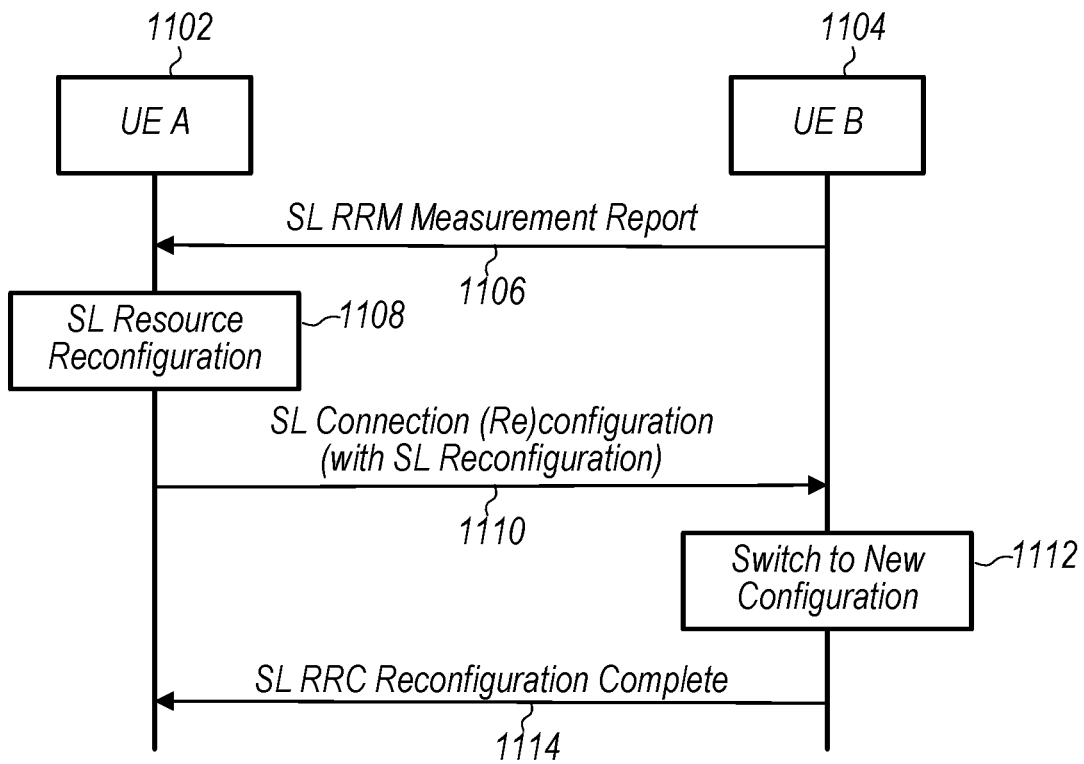 1102
1104
UE A
UE B
SL RRM Measurement Report
1106
SL Resource
Reconfiguration
1108
SL Connection (Re)configuration
(with SL Reconfiguration)
1110
Switch to New
Configuration
1112
SL RRC Reconfiguration Complete
1114